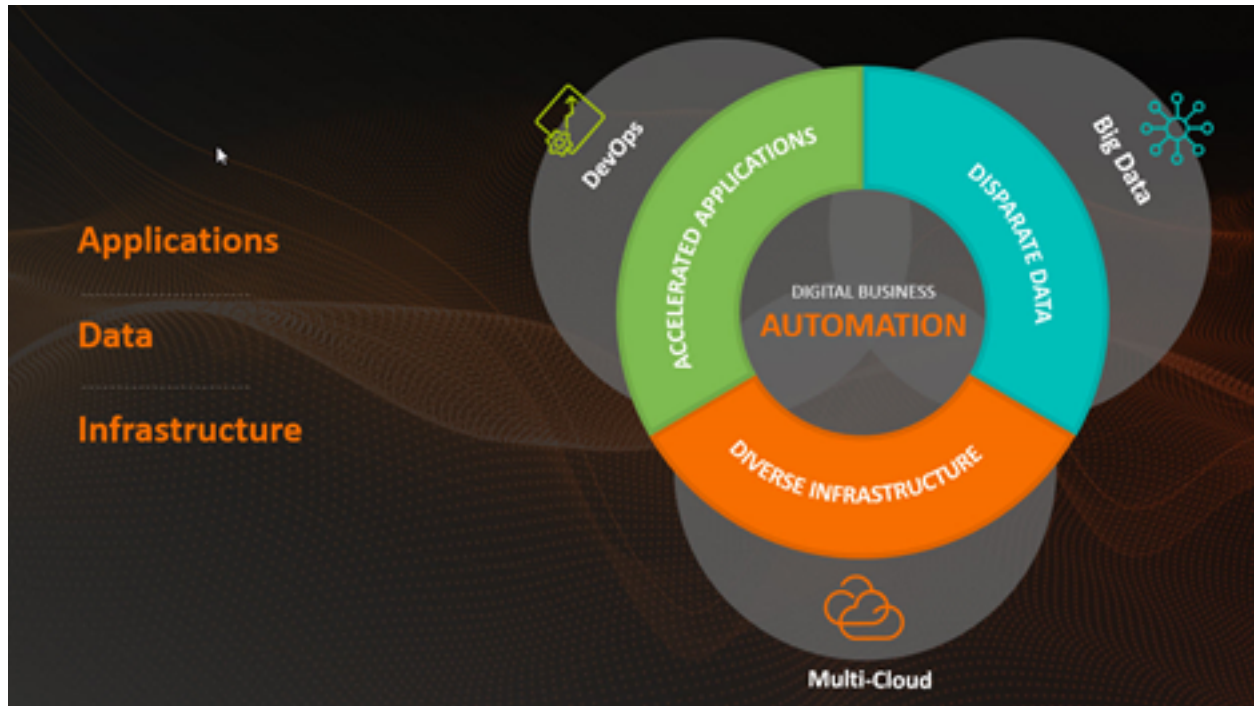 Applications
Data
Infrastructure
DevOps
Big Data
ACCELERATED APPLICATIONS
DISPARATE DATA
DIGITAL BUSINESS
AUTOMATION
DIVERSE INFRASTRUCTURE
Multi-Cloud